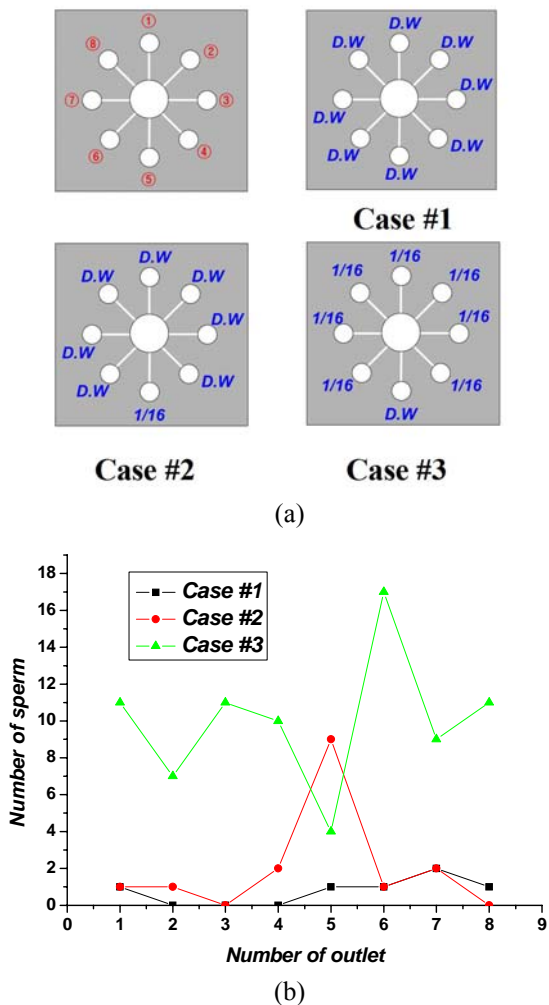 ①
⑧ ②
⑦ ③
⑥ ④
⑤
D.W
D.W D.W
D.W
D.W
D.W D.W
D.W
Case #1
D.W
D.W D.W
D.W
D.W
D.W D.W
1/16
Case #2
1/16
1/16 1/16
1/16 1/16
1/16 1/16
D.W
Case #3
(a)
Case #1
Case #2
Case #3
Number of sperm
18
16
14
12
10
8
6
4
2
0
0 1 2 3 4 5 6 7 8 9
Number of outlet
(b)